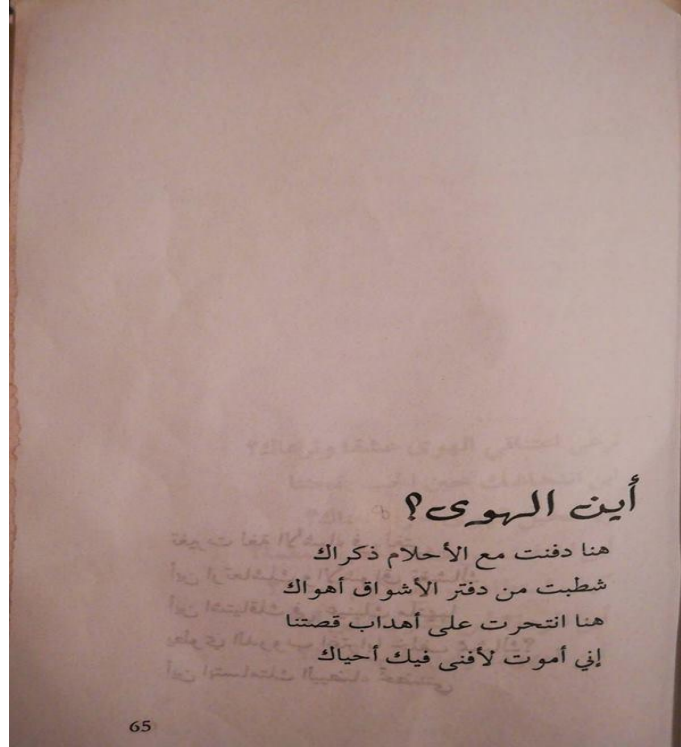 أين الهوى؟
هنا دفنت مع الأحلام ذكراك
شطبت من دفتر الأشواق أهواك
هنا انتحرت على أهداب قصتنا
إني أموت لأفنى فيك أحياك
65